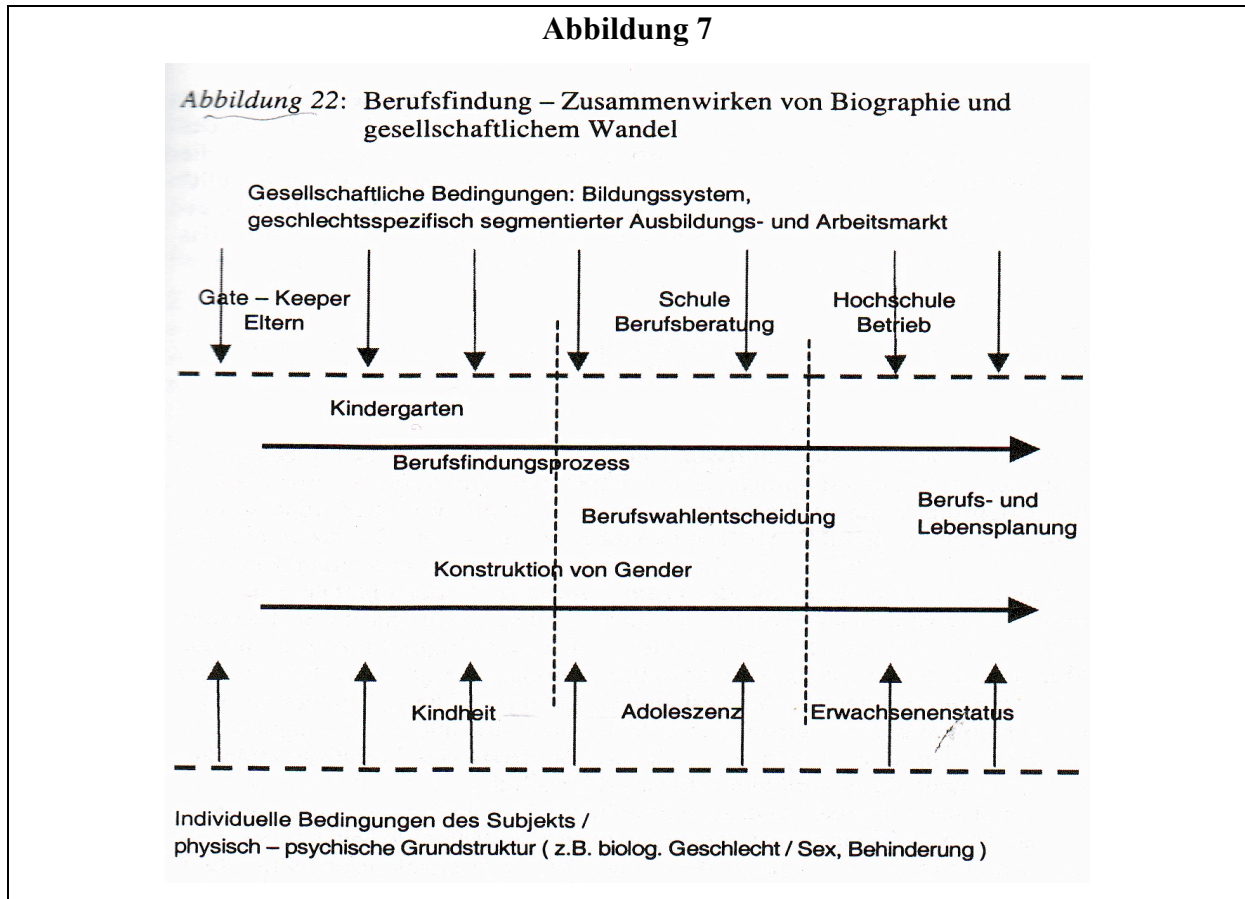 Abbildung 7
Abbildung 22: Berufsfindung – Zusammenwirken von Biographie und
gesellschaftlichem Wandel
Gesellschaftliche Bedingungen: Bildungssystem,
geschlechtsspezifisch segmentierter Ausbildungs- und Arbeitsmarkt
Gate – Keeper
Eltern
Schule
Berufsberatung
Hochschule
Betrieb
Kindergarten
Berufsfindungsprozess
Berufswahlentscheidung
Berufs- und
Lebensplanung
Konstruktion von Gender
Kindheit
Adoleszenz
Erwachsenenstatus
Individuelle Bedingungen des Subjekts /
physisch – psychische Grundstruktur ( z.B. biolog. Geschlecht / Sex, Behinderung )